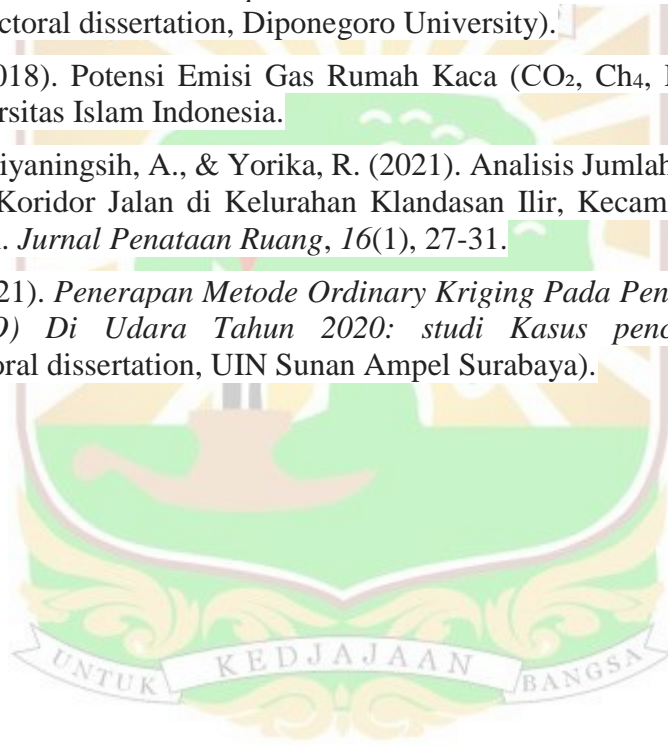 ctoral dissertation, Diponegoro University).
018). Potensi Emisi Gas Rumah Kaca (CO₂, Ch₄,
rsitas Islam Indonesia.
iyaningsih, A., & Yorika, R. (2021). Analisis Jumlah
Koridor Jalan di Kelurahan Klandasan Ilir, Kecam
. Jurnal Penataan Ruang, 16(1), 27-31.
21). Penerapan Metode Ordinary Kriging Pada Pen
O) Di Udara Tahun 2020: studi Kasus penc
oral dissertation, UIN Sunan Ampel Surabaya).
UNTUK KEDJAJAAN BANGSA